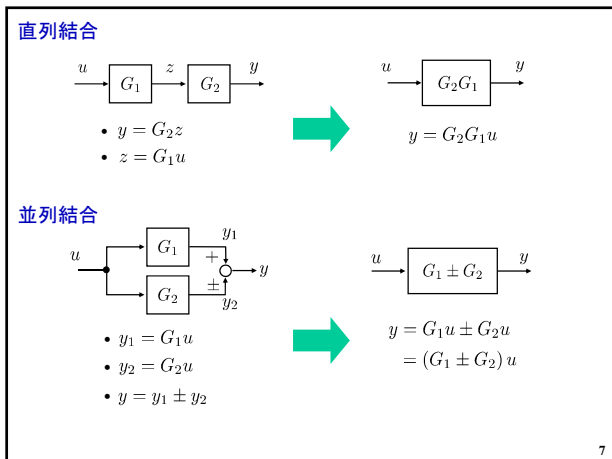 直列結合
u G₁ z G₂ y
u G₂G₁ y
• y = G₂z
• z = G₁u
y = G₂G₁u
並列結合
u G₁ y₁ + y
G₂ ± y₂
u G₁ ± G₂ y
• y₁ = G₁u
• y₂ = G₂u
• y = y₁ ± y₂
y = G₁u ± G₂u
= (G₁ ± G₂) u
7